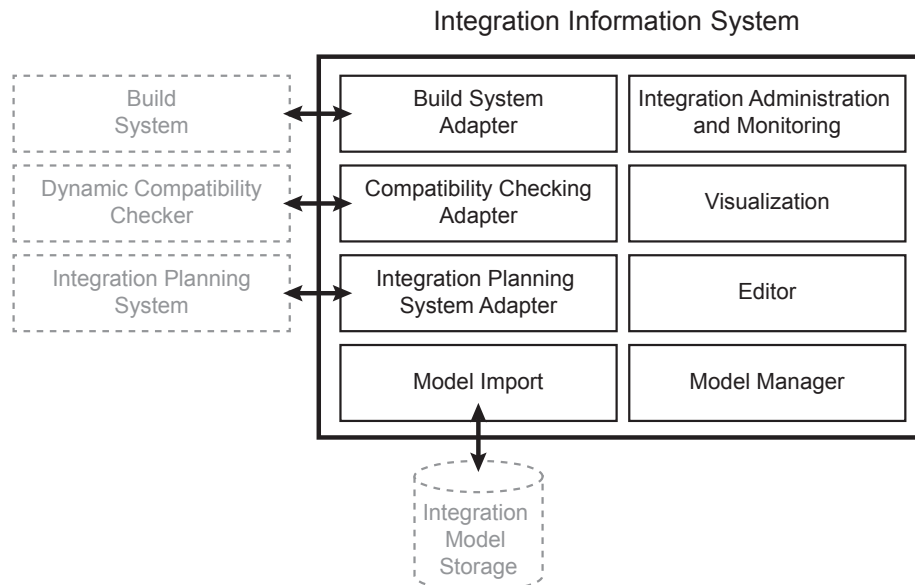 Integration Information System
Build
System
Build System
Adapter
Integration Administration
and Monitoring
Dynamic Compatibility
Checker
Compatibility Checking
Adapter
Visualization
Integration Planning
System
Integration Planning
System Adapter
Editor
Model Import
Model Manager
Integration
Model
Storage